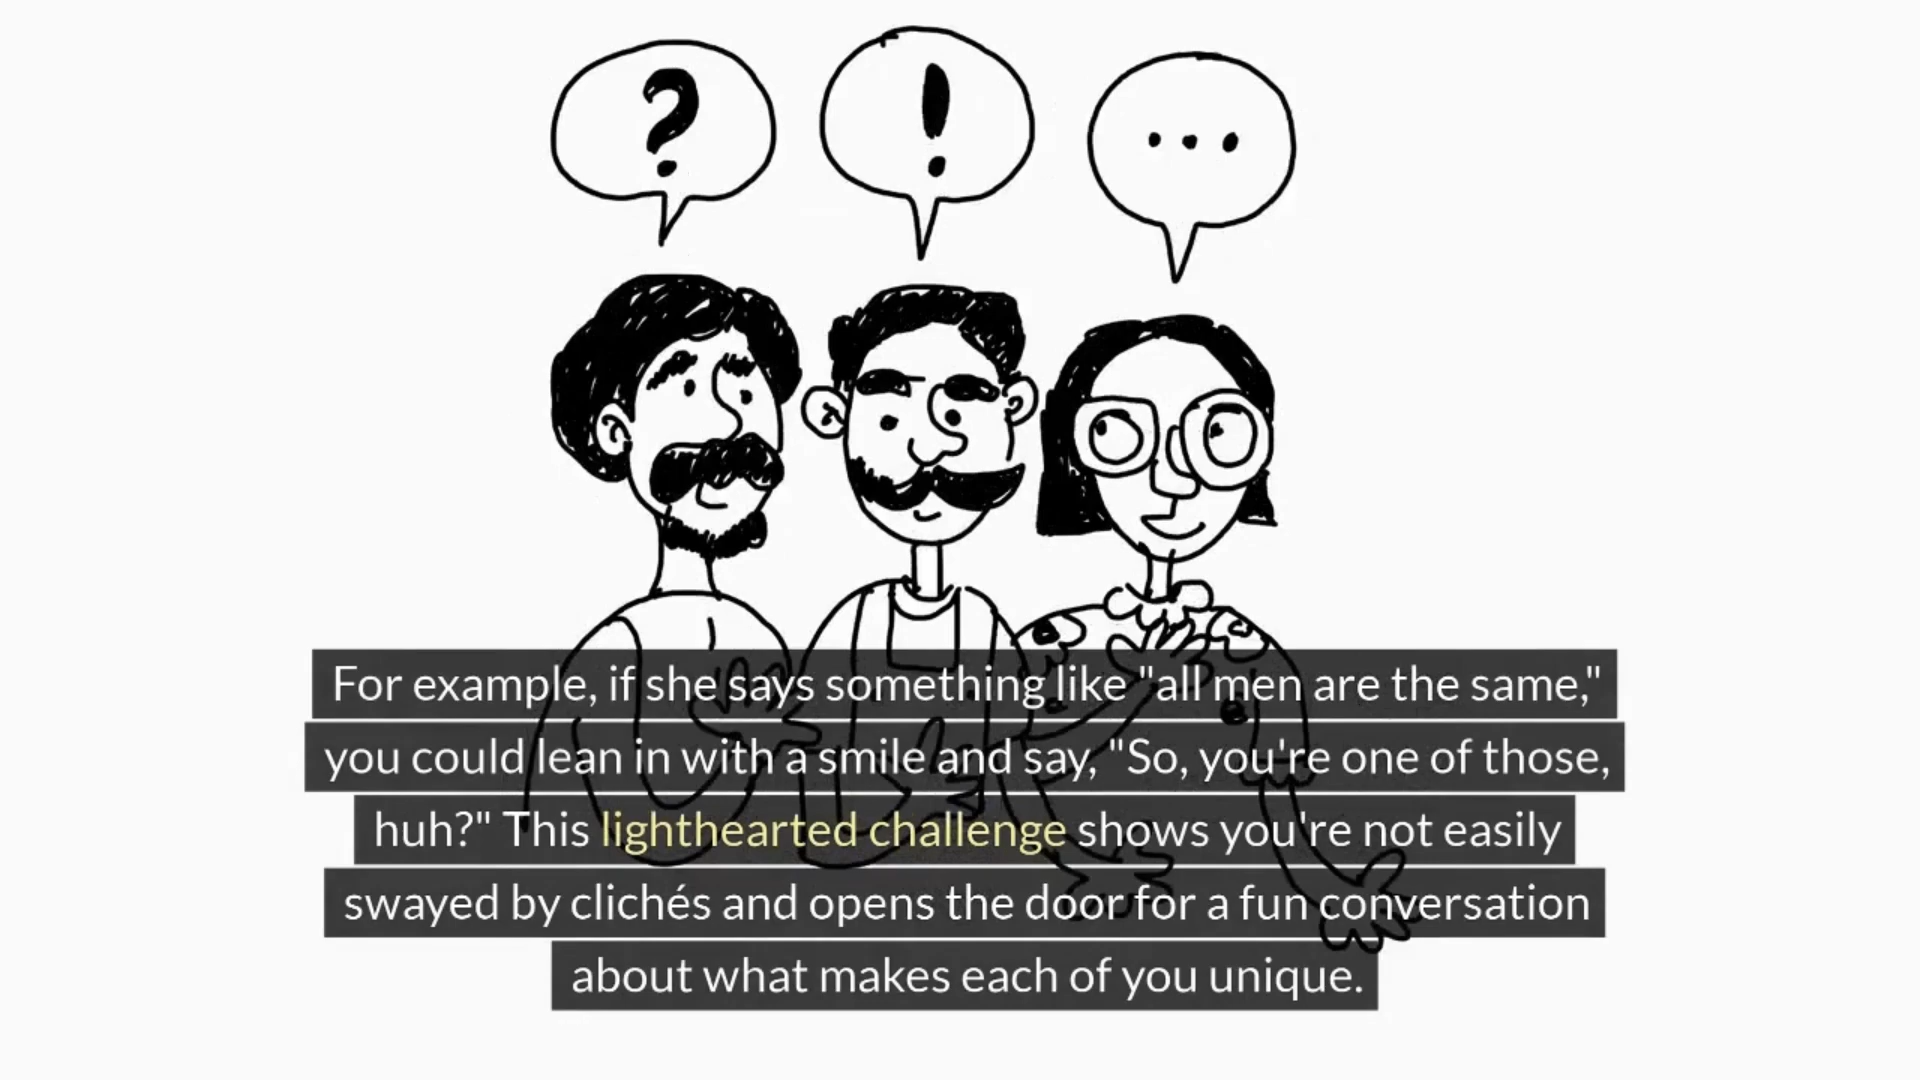 ?
!
...
For example, if she says something like "all men are the same,"
you could lean in with a smile and say, "So, you're one of those,
huh?" This lighthearted challenge shows you're not easily
swayed by clichés and opens the door for a fun conversation
about what makes each of you unique.